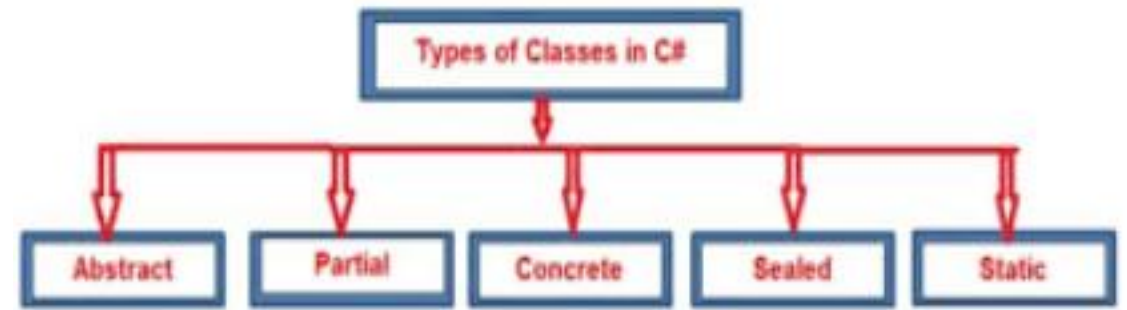 Types of Classes in C#
Abstract
Partial
Concrete
Sealed
Static